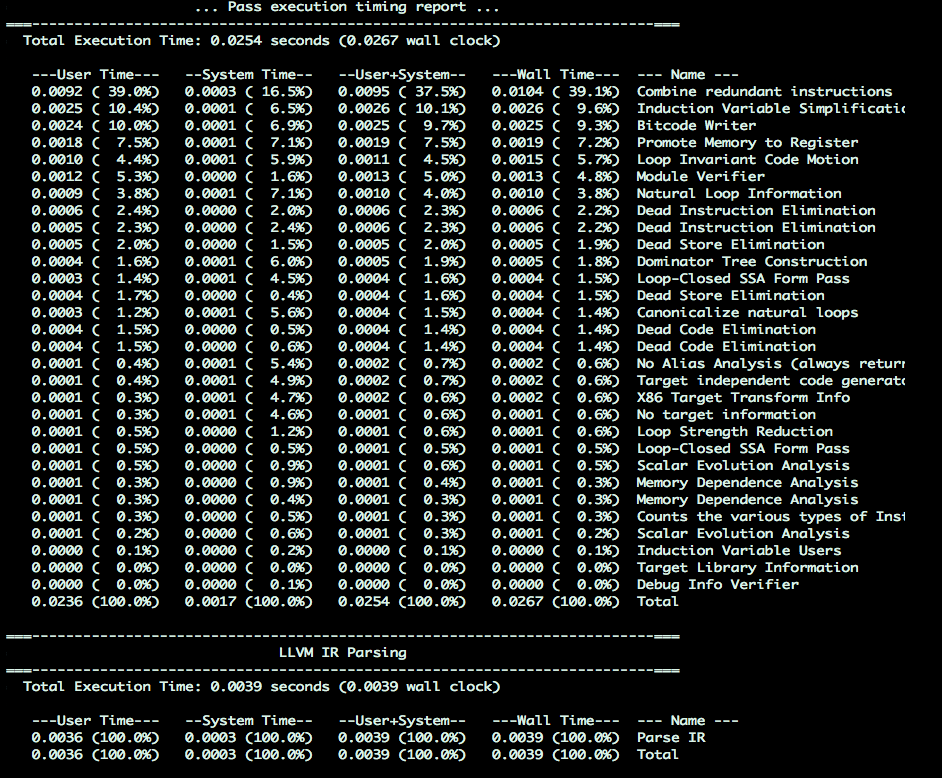 ... Pass execution timing report ...
===-------------------------------------------------------------------------===
Total Execution Time: 0.0254 seconds (0.0267 wall clock)
---User Time--- --System Time-- --User+System-- ---Wall Time--- --- Name ---
0.0092 ( 39.0%) 0.0003 ( 16.5%) 0.0095 ( 37.5%) 0.0104 ( 39.1%) Combine redundant instructions
0.0025 ( 10.4%) 0.0001 ( 6.5%) 0.0026 ( 10.1%) 0.0026 ( 9.6%) Induction Variable Simplificatio
0.0024 ( 10.0%) 0.0001 ( 6.9%) 0.0025 ( 9.7%) 0.0025 ( 9.3%) Bitcode Writer
0.0018 ( 7.5%) 0.0001 ( 7.1%) 0.0019 ( 7.5%) 0.0019 ( 7.2%) Promote Memory to Register
0.0010 ( 4.4%) 0.0001 ( 5.9%) 0.0011 ( 4.5%) 0.0015 ( 5.7%) Loop Invariant Code Motion
0.0012 ( 5.3%) 0.0000 ( 1.6%) 0.0013 ( 5.0%) 0.0013 ( 4.8%) Module Verifier
0.0009 ( 3.8%) 0.0001 ( 7.1%) 0.0010 ( 4.0%) 0.0010 ( 3.8%) Natural Loop Information
0.0006 ( 2.4%) 0.0000 ( 2.0%) 0.0006 ( 2.3%) 0.0006 ( 2.2%) Dead Instruction Elimination
0.0005 ( 2.3%) 0.0000 ( 2.4%) 0.0006 ( 2.3%) 0.0006 ( 2.2%) Dead Instruction Elimination
0.0005 ( 2.0%) 0.0000 ( 1.5%) 0.0005 ( 2.0%) 0.0005 ( 1.9%) Dead Store Elimination
0.0004 ( 1.6%) 0.0001 ( 6.0%) 0.0005 ( 1.9%) 0.0005 ( 1.8%) Dominator Tree Construction
0.0003 ( 1.4%) 0.0001 ( 4.5%) 0.0004 ( 1.6%) 0.0004 ( 1.5%) Loop-Closed SSA Form Pass
0.0004 ( 1.7%) 0.0000 ( 0.4%) 0.0004 ( 1.6%) 0.0004 ( 1.5%) Dead Store Elimination
0.0003 ( 1.2%) 0.0001 ( 5.6%) 0.0004 ( 1.5%) 0.0004 ( 1.4%) Canonicalize natural loops
0.0004 ( 1.5%) 0.0000 ( 0.5%) 0.0004 ( 1.4%) 0.0004 ( 1.4%) Dead Code Elimination
0.0004 ( 1.5%) 0.0000 ( 0.6%) 0.0004 ( 1.4%) 0.0004 ( 1.4%) Dead Code Elimination
0.0001 ( 0.4%) 0.0001 ( 5.4%) 0.0002 ( 0.7%) 0.0002 ( 0.6%) No Alias Analysis (always return
0.0001 ( 0.4%) 0.0001 ( 4.9%) 0.0002 ( 0.7%) 0.0002 ( 0.6%) Target independent code generato
0.0001 ( 0.3%) 0.0001 ( 4.7%) 0.0002 ( 0.6%) 0.0002 ( 0.6%) X86 Target Transform Info
0.0001 ( 0.3%) 0.0001 ( 4.6%) 0.0001 ( 0.6%) 0.0001 ( 0.6%) No target information
0.0001 ( 0.5%) 0.0000 ( 1.2%) 0.0001 ( 0.6%) 0.0001 ( 0.6%) Loop Strength Reduction
0.0001 ( 0.5%) 0.0000 ( 0.5%) 0.0001 ( 0.5%) 0.0001 ( 0.5%) Loop-Closed SSA Form Pass
0.0001 ( 0.5%) 0.0000 ( 0.9%) 0.0001 ( 0.6%) 0.0001 ( 0.5%) Scalar Evolution Analysis
0.0001 ( 0.3%) 0.0000 ( 0.9%) 0.0001 ( 0.4%) 0.0001 ( 0.3%) Memory Dependence Analysis
0.0001 ( 0.3%) 0.0000 ( 0.4%) 0.0001 ( 0.3%) 0.0001 ( 0.3%) Memory Dependence Analysis
0.0001 ( 0.3%) 0.0000 ( 0.5%) 0.0001 ( 0.3%) 0.0001 ( 0.3%) Counts the various types of Inst
0.0001 ( 0.2%) 0.0000 ( 0.6%) 0.0001 ( 0.3%) 0.0001 ( 0.2%) Scalar Evolution Analysis
0.0000 ( 0.1%) 0.0000 ( 0.2%) 0.0000 ( 0.1%) 0.0000 ( 0.1%) Induction Variable Users
0.0000 ( 0.0%) 0.0000 ( 0.0%) 0.0000 ( 0.0%) 0.0000 ( 0.0%) Target Library Information
0.0000 ( 0.0%) 0.0000 ( 0.1%) 0.0000 ( 0.0%) 0.0000 ( 0.0%) Debug Info Verifier
0.0236 (100.0%) 0.0017 (100.0%) 0.0254 (100.0%) 0.0267 (100.0%) Total
===-------------------------------------------------------------------------===
LLVM IR Parsing
===-------------------------------------------------------------------------===
Total Execution Time: 0.0039 seconds (0.0039 wall clock)
---User Time--- --System Time-- --User+System-- ---Wall Time--- --- Name ---
0.0036 (100.0%) 0.0003 (100.0%) 0.0039 (100.0%) 0.0039 (100.0%) Parse IR
0.0036 (100.0%) 0.0003 (100.0%) 0.0039 (100.0%) 0.0039 (100.0%) Total